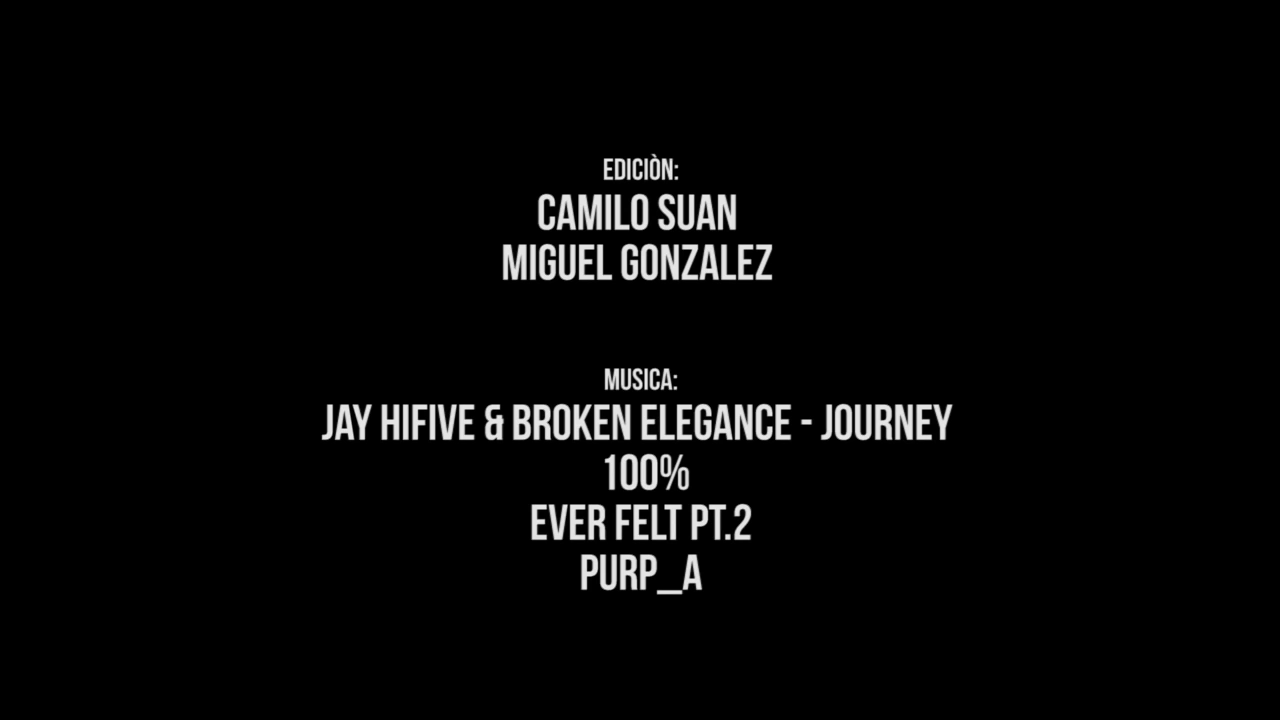 EDICIÒN:
CAMILO SUAN
MIGUEL GONZALEZ
MUSICA:
JAY HIFIVE & BROKEN ELEGANCE - JOURNEY
100%
EVER FELT PT.2
PURP_A